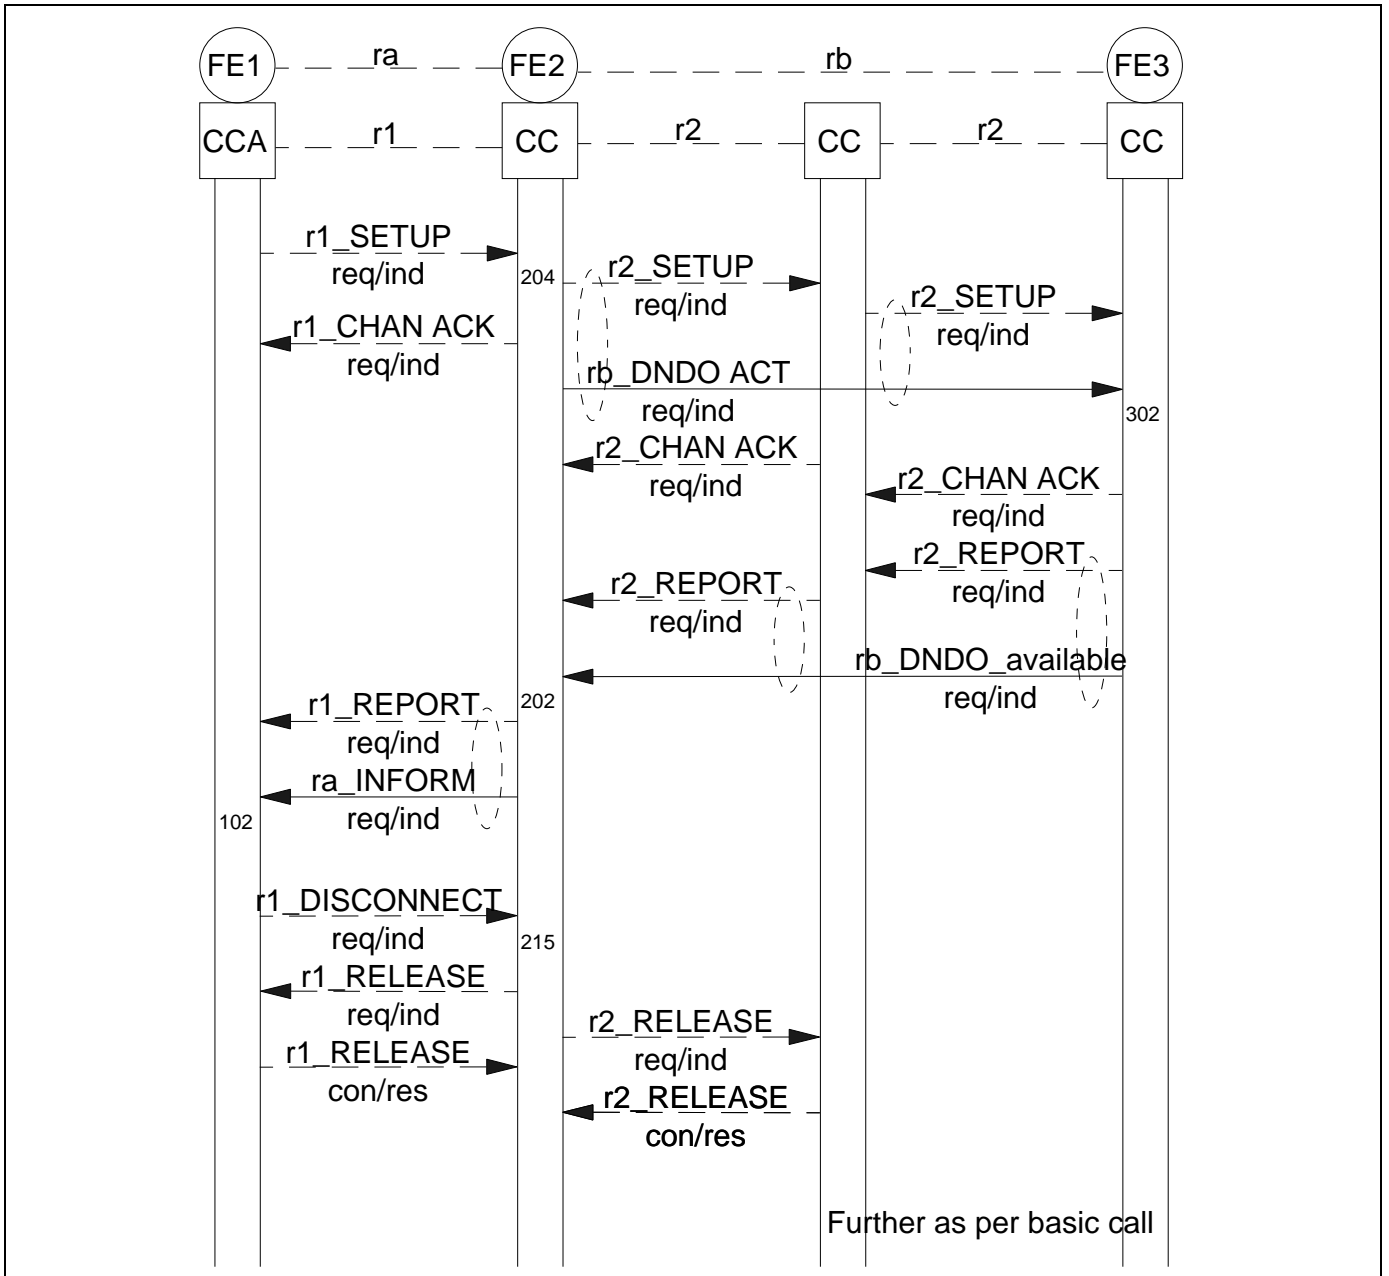 FE1 ra FE2 rb FE3
CCA r1 CC r2 CC r2 CC
r1_SETUP
req/ind
204
r2_SETUP
req/ind
r2_SETUP
req/ind
r1_CHAN ACK
req/ind
rb_DNDO ACT
req/ind
302
r2_CHAN ACK
req/ind
r2_CHAN ACK
req/ind
r2_REPORT
req/ind
r2_REPORT
req/ind
rb_DNDO_available
req/ind
202
r1_REPORT
req/ind
ra_INFORM
req/ind
102
r1_DISCONNECT
req/ind
215
r1_RELEASE
req/ind
r2_RELEASE
req/ind
r1_RELEASE
con/res
r2_RELEASE
con/res
Further as per basic call